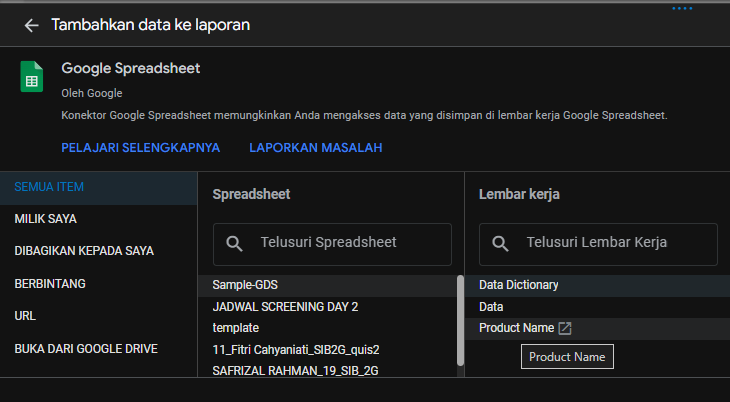 Tambahkan data ke laporan
Google Spreadsheet
Oleh Google
Konektor Google Spreadsheet memungkinkan Anda mengakses data yang disimpan di lembar kerja Google Spreadsheet.
PELAJARI SELENGKAPNYA
LAPORKAN MASALAH
SEMUA ITEM
MILIK SAYA
DIBAGIKAN KEPADA SAYA
BERBINTANG
URL
BUKA DARI GOOGLE DRIVE
Spreadsheet
Telusuri Spreadsheet
Sample-GDS
JADWAL SCREENING DAY 2
template
11_Fitri Cahyaniati_SIB2G_quis2
SAFRIZAL RAHMAN_19_SIB_2G
Lembar kerja
Telusuri Lembar Kerja
Data Dictionary
Data
Product Name
Product Name